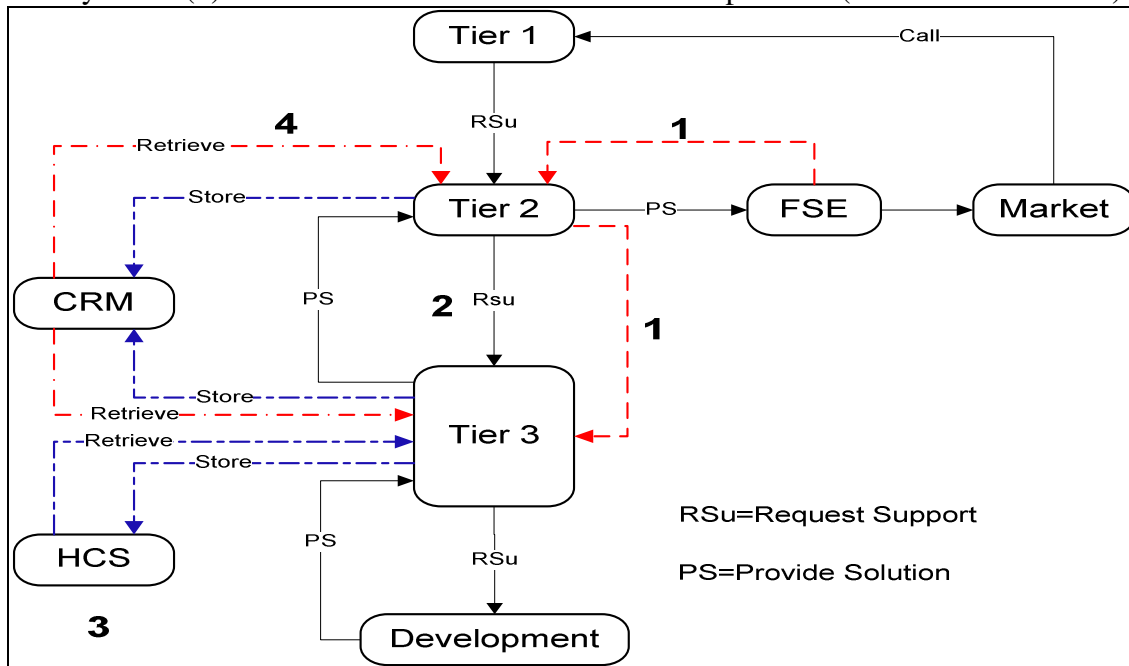 Tier 1
Call
RSu
4
1
Retrieve
Store
Tier 2
PS
FSE
Market
CRM
PS
2
Rsu
1
Store
Retrieve
Tier 3
Retrieve
Store
PS
RSu
RSu=Request Support
HCS
PS=Provide Solution
3
Development